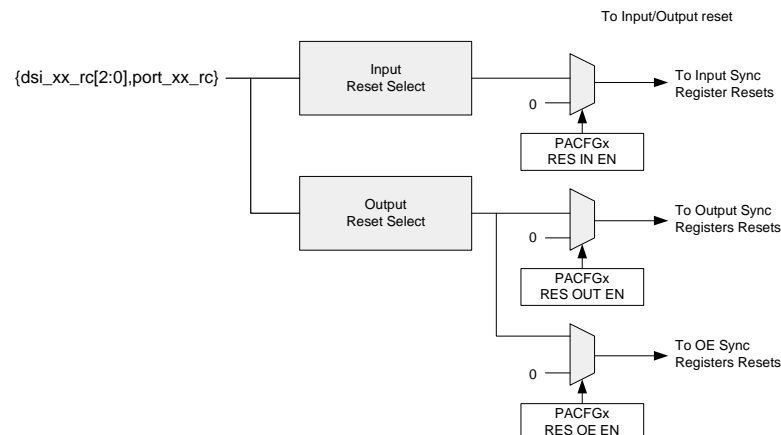 To Input/Output reset
{dsi_xx_rc[2:0],port_xx_rc}
Input
Reset Select
0
To Input Sync
Register Resets
PACFGx
RES IN EN
Output
Reset Select
0
To Output Sync
Registers Resets
PACFGx
RES OUT EN
0
To OE Sync
Registers Resets
PACFGx
RES OE EN